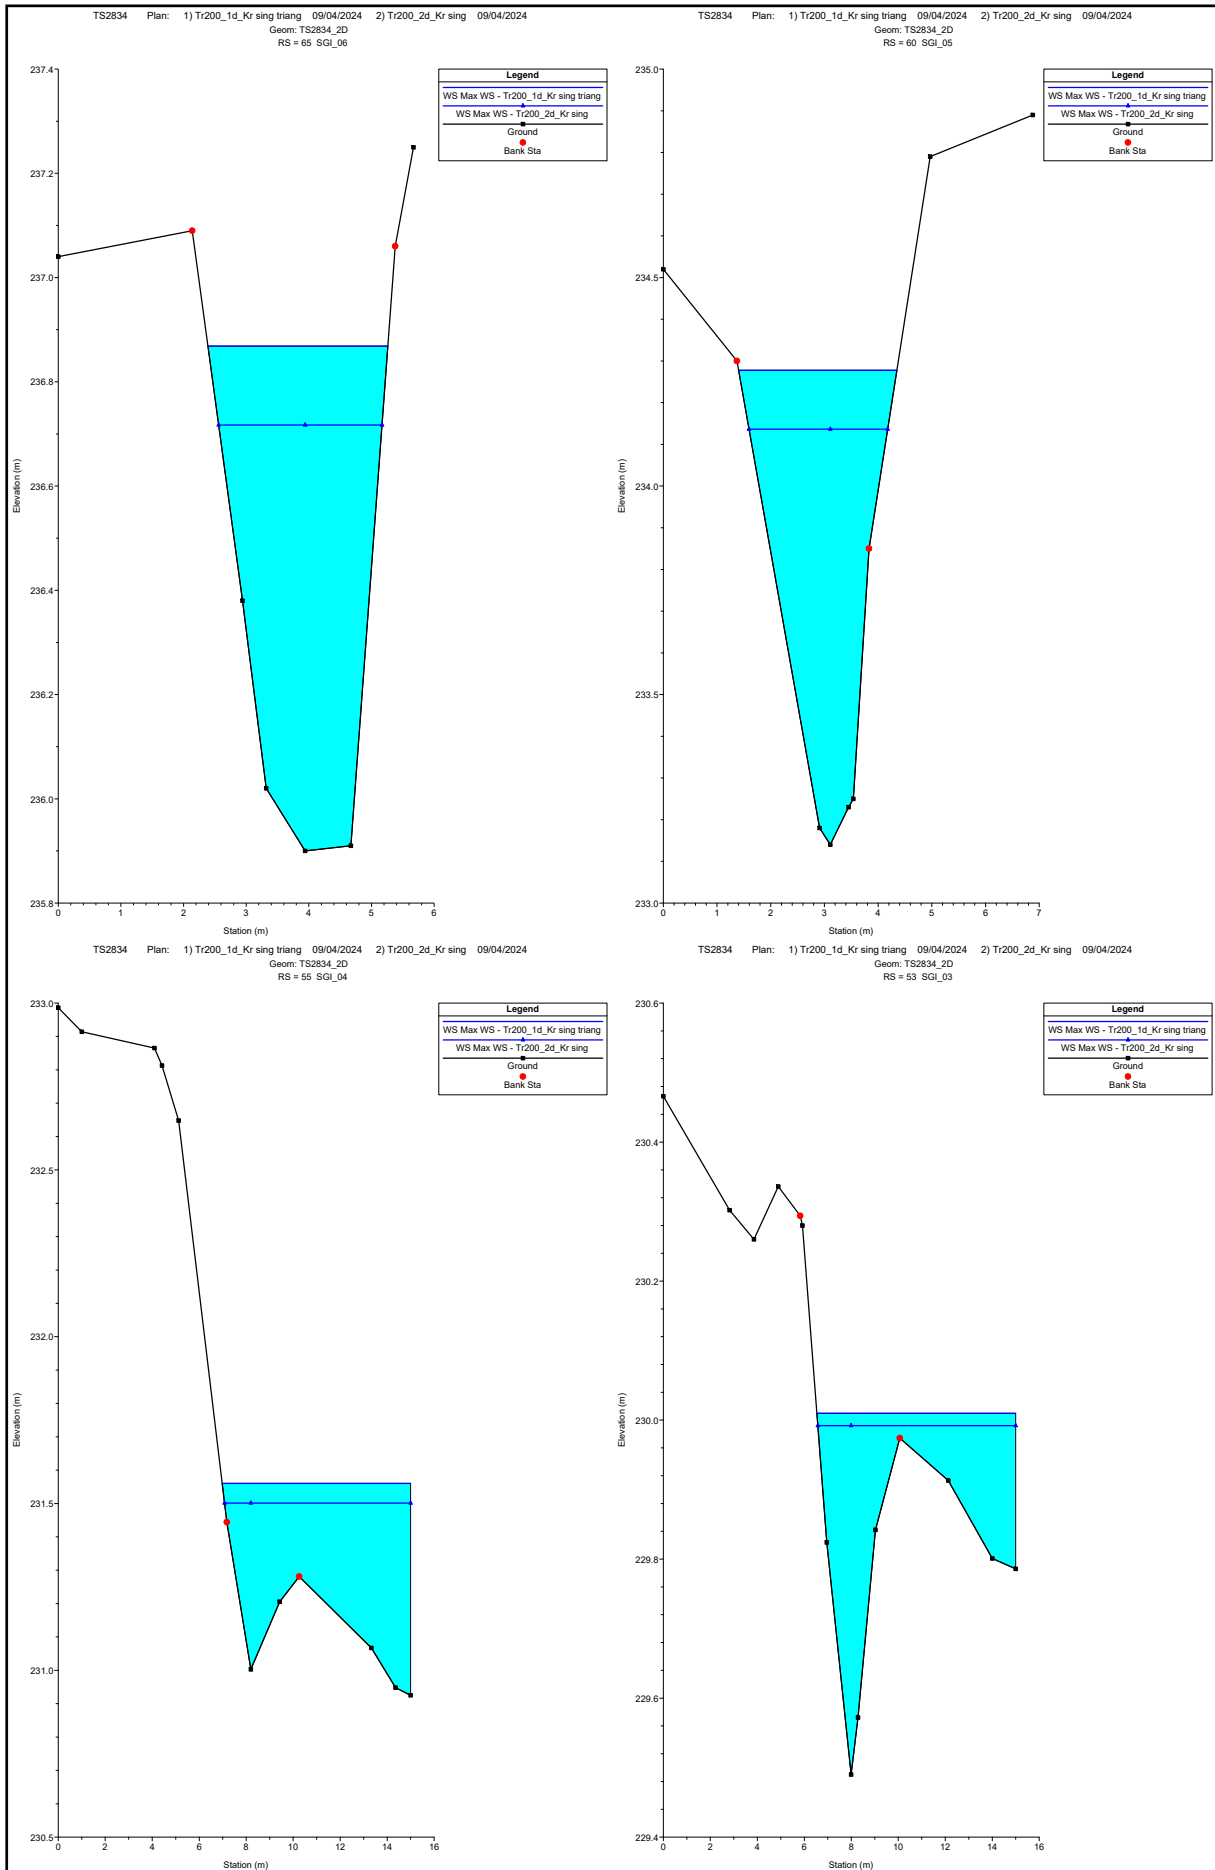 TS2834 Plan: 1) Tr200_1d_Kr sing triang 09/04/2024 2) Tr200_2d_Kr sing 09/04/2024
Geom: TS2834_2D
RS = 65 SGI_06
Legend
WS Max WS - Tr200_1d_Kr sing triang
WS Max WS - Tr200_2d_Kr sing
Ground
Bank Sta
237.4
237.2
237.0
236.8
236.6
236.4
236.2
236.0
235.8
Elevation (m)
0 1 2 3 4 5 6
Station (m)
TS2834 Plan: 1) Tr200_1d_Kr sing triang 09/04/2024 2) Tr200_2d_Kr sing 09/04/2024
Geom: TS2834_2D
RS = 60 SGI_05
Legend
WS Max WS - Tr200_1d_Kr sing triang
WS Max WS - Tr200_2d_Kr sing
Ground
Bank Sta
235.0
234.5
234.0
233.5
233.0
Elevation (m)
0 1 2 3 4 5 6 7
Station (m)
TS2834 Plan: 1) Tr200_1d_Kr sing triang 09/04/2024 2) Tr200_2d_Kr sing 09/04/2024
Geom: TS2834_2D
RS = 55 SGI_04
Legend
WS Max WS - Tr200_1d_Kr sing triang
WS Max WS - Tr200_2d_Kr sing
Ground
Bank Sta
233.0
232.5
232.0
231.5
231.0
230.5
Elevation (m)
0 2 4 6 8 10 12 14 16
Station (m)
TS2834 Plan: 1) Tr200_1d_Kr sing triang 09/04/2024 2) Tr200_2d_Kr sing 09/04/2024
Geom: TS2834_2D
RS = 53 SGI_03
Legend
WS Max WS - Tr200_1d_Kr sing triang
WS Max WS - Tr200_2d_Kr sing
Ground
Bank Sta
230.6
230.4
230.2
230.0
229.8
229.6
229.4
Elevation (m)
0 2 4 6 8 10 12 14 16
Station (m)